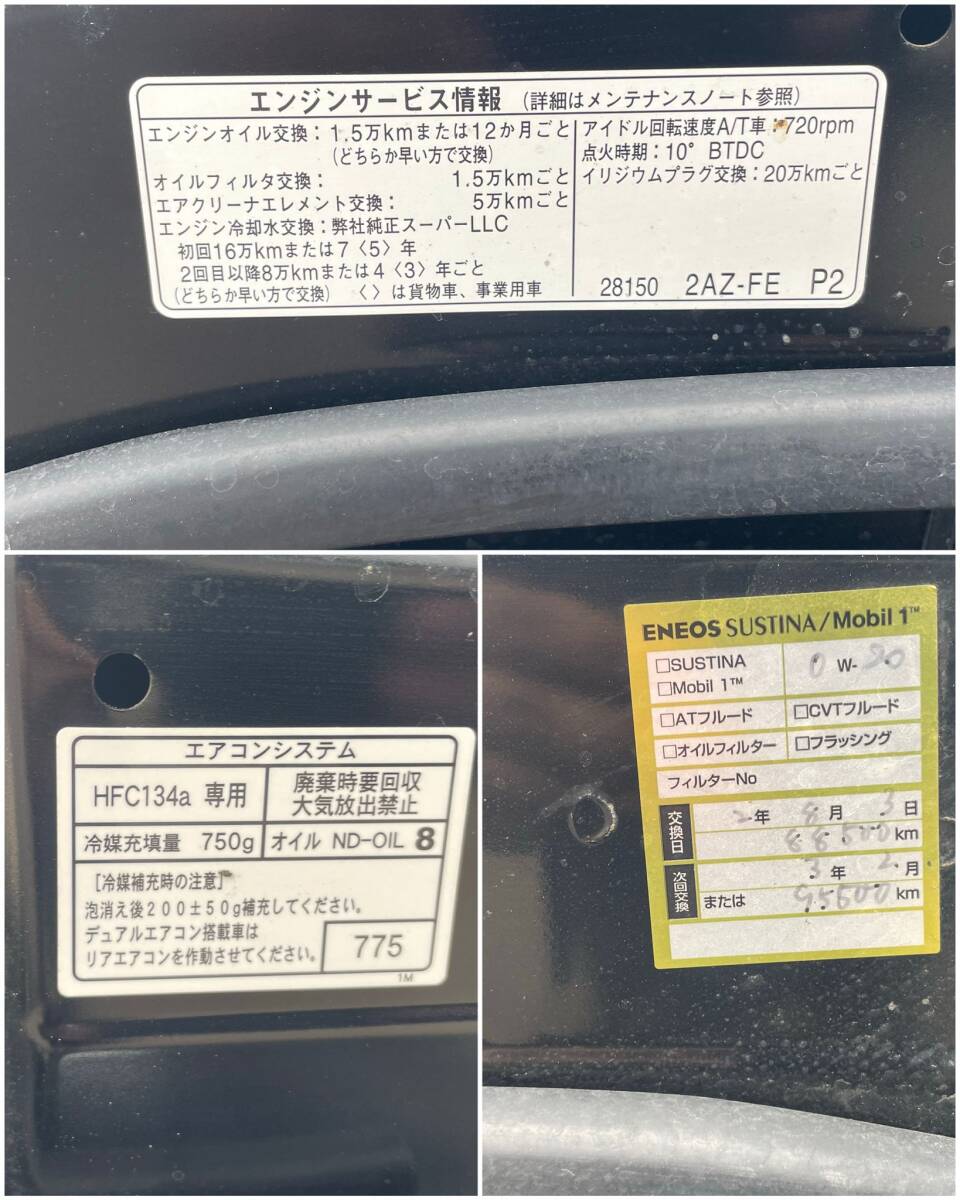 エンジンサービス情報 (詳細はメンテナンスノート参照)
エンジンオイル交換：1.5万kmまたは12か月ごと
(どちらか早い方で交換)
オイルフィルタ交換： 1.5万kmごと
エアクリーナエレメント交換： 5万kmごと
エンジン冷却水交換：弊社純正スーパーLLC
初回16万kmまたは7〈5〉年
2回目以降8万kmまたは4〈3〉年ごと
(どちらか早い方で交換) 〈 〉は貨物車、事業用車
アイドル回転速度A/T車：720rpm
点火時期：10° BTDC
イリジウムプラグ交換：20万kmごと
28150 2AZ-FE P2
エアコンシステム
HFC134a 専用
廃棄時要回収
大気放出禁止
冷媒充填量 750g
オイル ND-OIL 8
[冷媒補充時の注意]
泡消え後200±50g補充してください。
デュアルエアコン搭載車は
リアエアコンを作動させてください。
775
1M
ENEOS SUSTINA/Mobil 1™
□SUSTINA
□Mobil 1™
0 W-20
□ATフルード □CVTフルード
□オイルフィルター □フラッシング
フィルターNo
交換日
2年 8月 3日
88500 km
次回交換
3年 2月
または 95500 km